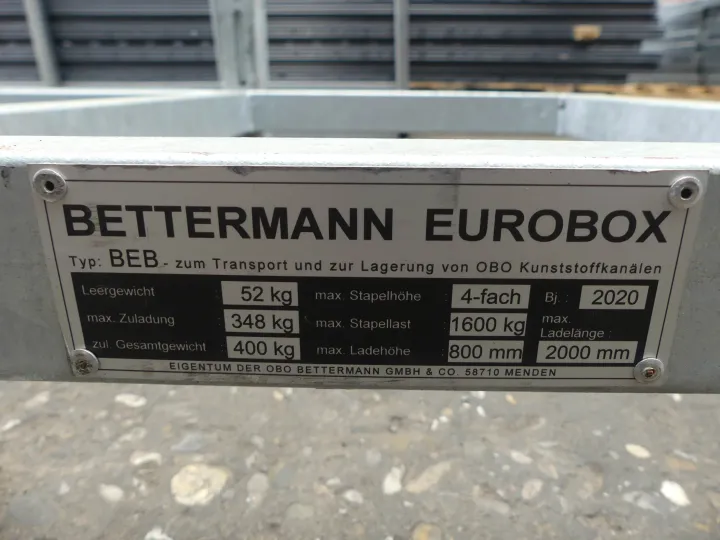 BETTERMANN EUROBOX
Typ: BEB - zum Transport und zur Lagerung von OBO Kunststoffkanälen
Leergewicht : 52 kg max. Stapelhöhe : 4-fach Bj.: 2020
max. Zuladung : 348 kg max. Stapellast : 1600 kg max. Ladelänge :
zul. Gesamtgewicht : 400 kg max. Ladehöhe : 800 mm 2000 mm
EIGENTUM DER OBO BETTERMANN GMBH & CO. 58710 MENDEN